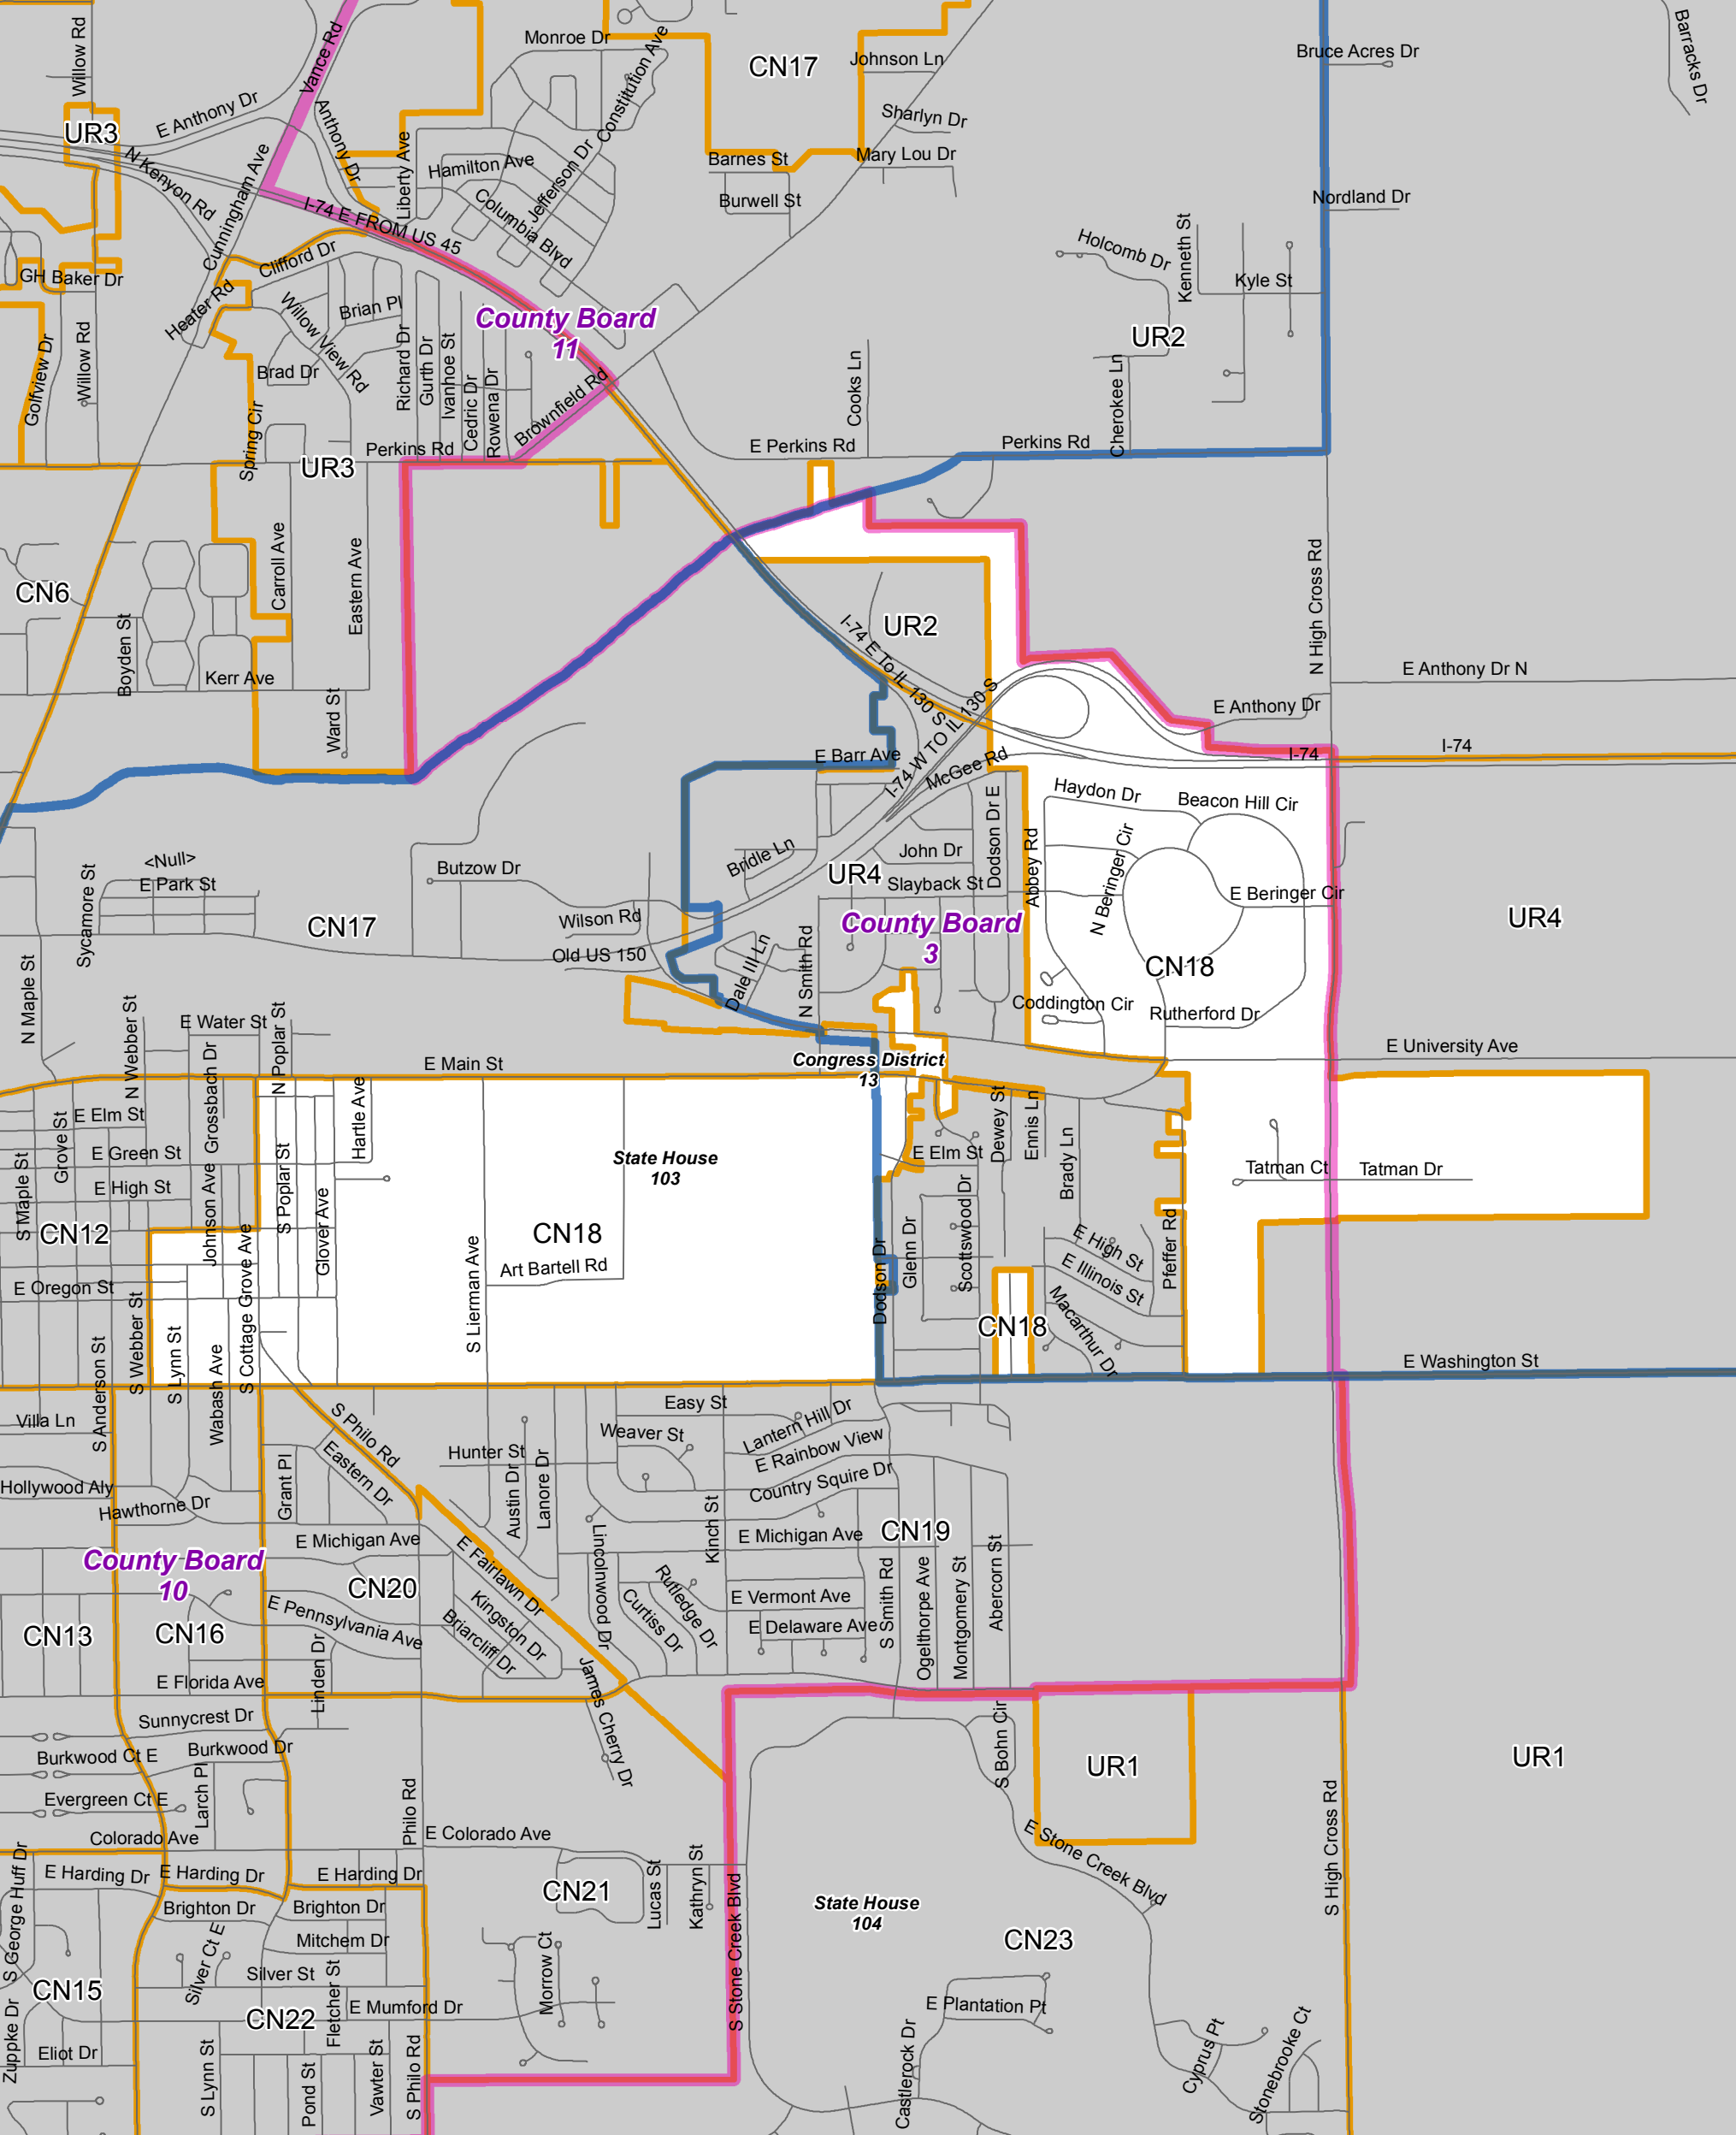 Willow Rd
Vance Rd
Monroe Dr
Constitution Ave
CN17
Johnson Ln
Bruce Acres Dr
Barracks Dr
UR3
E Anthony Dr
Anthony Dr
Liberty Ave
Sharlyn Dr
N Kenyon Rd
Cunningham Ave
Hamilton Ave
Jefferson Dr
Barnes St
Mary Lou Dr
Columbia Blvd
Burwell St
Nordland Dr
I-74 E FROM US 45
Clifford Dr
Holcomb Dr
Kenneth St
Kyle St
GH Baker Dr
Heater Rd
Willow View Rd
Brian Pl
County Board
11
UR2
Golfview Dr
Willow Rd
Brad Dr
Richard Dr
Gurth Dr
Ivanhoe St
Cedric Dr
Rowena Dr
Brownfield Rd
Cooks Ln
Cherokee Ln
Spring Cir
Perkins Rd
E Perkins Rd
Perkins Rd
UR3
CN6
Carroll Ave
Eastern Ave
N High Cross Rd
Boyden St
Kerr Ave
Ward St
UR2
I-74 E To IL 130 S
I-74 W TO IL 130 S
E Anthony Dr N
E Anthony Dr
E Barr Ave
McGee Rd
I-74
I-74
Haydon Dr
Beacon Hill Cir
Dodson Dr E
Abbey Rd
N Beringer Cir
E Beringer Cir
<Null>
E Park St
Sycamore St
Butzow Dr
Bridle Ln
John Dr
UR4
Slayback St
County Board
3
CN17
Wilson Rd
Old US 150
Dale III Ln
N Smith Rd
CN18
UR4
N Maple St
N Webber St
E Water St
N Poplar St
Coddington Cir
Rutherford Dr
E University Ave
E Main St
Congress District
13
Grossbach Dr
Hartle Ave
Grove St
E Elm St
E Green St
E High St
S Maple St
CN12
Johnson Ave
S Poplar St
Glover Ave
State House
103
CN18
Art Bartell Rd
S Lierman Ave
E Elm St
Dewey St
Ennis Ln
Brady Ln
Tatman Ct
Tatman Dr
Dodson Dr
Glenn Dr
Scottswood Dr
E High St
E Illinois St
Macarthur Dr
Pfeffer Rd
CN18
E Oregon St
S Webber St
S Lynn St
S Anderson St
Wabash Ave
S Cottage Grove Ave
E Washington St
Villa Ln
S Philo Rd
Eastern Dr
Easy St
Weaver St
Lantern Hill Dr
E Rainbow View
Country Squire Dr
Hunter St
Hollywood Aly
Hawthorne Dr
Grant Pl
Austin Dr
Lanore Dr
Kinch St
E Michigan Ave
E Michigan Ave
CN19
County Board
10
CN20
E Fairlawn Dr
Lincolnwood Dr
Rutledge Dr
Curtiss Dr
E Vermont Ave
E Delaware Ave
S Smith Rd
Ogelthorpe Ave
Montgomery St
Abercorn St
CN13
CN16
E Pennsylvania Ave
Kingston Dr
Briarcliff Dr
E Florida Ave
Linden Dr
James Cherry Dr
Sunnycrest Dr
Burkwood Ct E
Burkwood Dr
Larch Pl
Evergreen Ct E
Philo Rd
Colorado Ave
E Colorado Ave
S Bohn Cir
UR1
UR1
E Stone Creek Blvd
S High Cross Rd
S George Huff Dr
E Harding Dr
E Harding Dr
E Harding Dr
Brighton Dr
Brighton Dr
Mitchem Dr
Silver Ct E
Silver St
CN21
Lucas St
Kathryn St
S Stone Creek Blvd
State House
104
CN23
CN15
Fletcher St
Morrow Ct
E Mumford Dr
CN22
Zuppke Dr
Eliot Dr
S Lynn St
Pond St
Vawter St
S Philo Rd
E Plantation Pt
Castlerock Dr
Cyprus Pt
Stonebrooke Ct